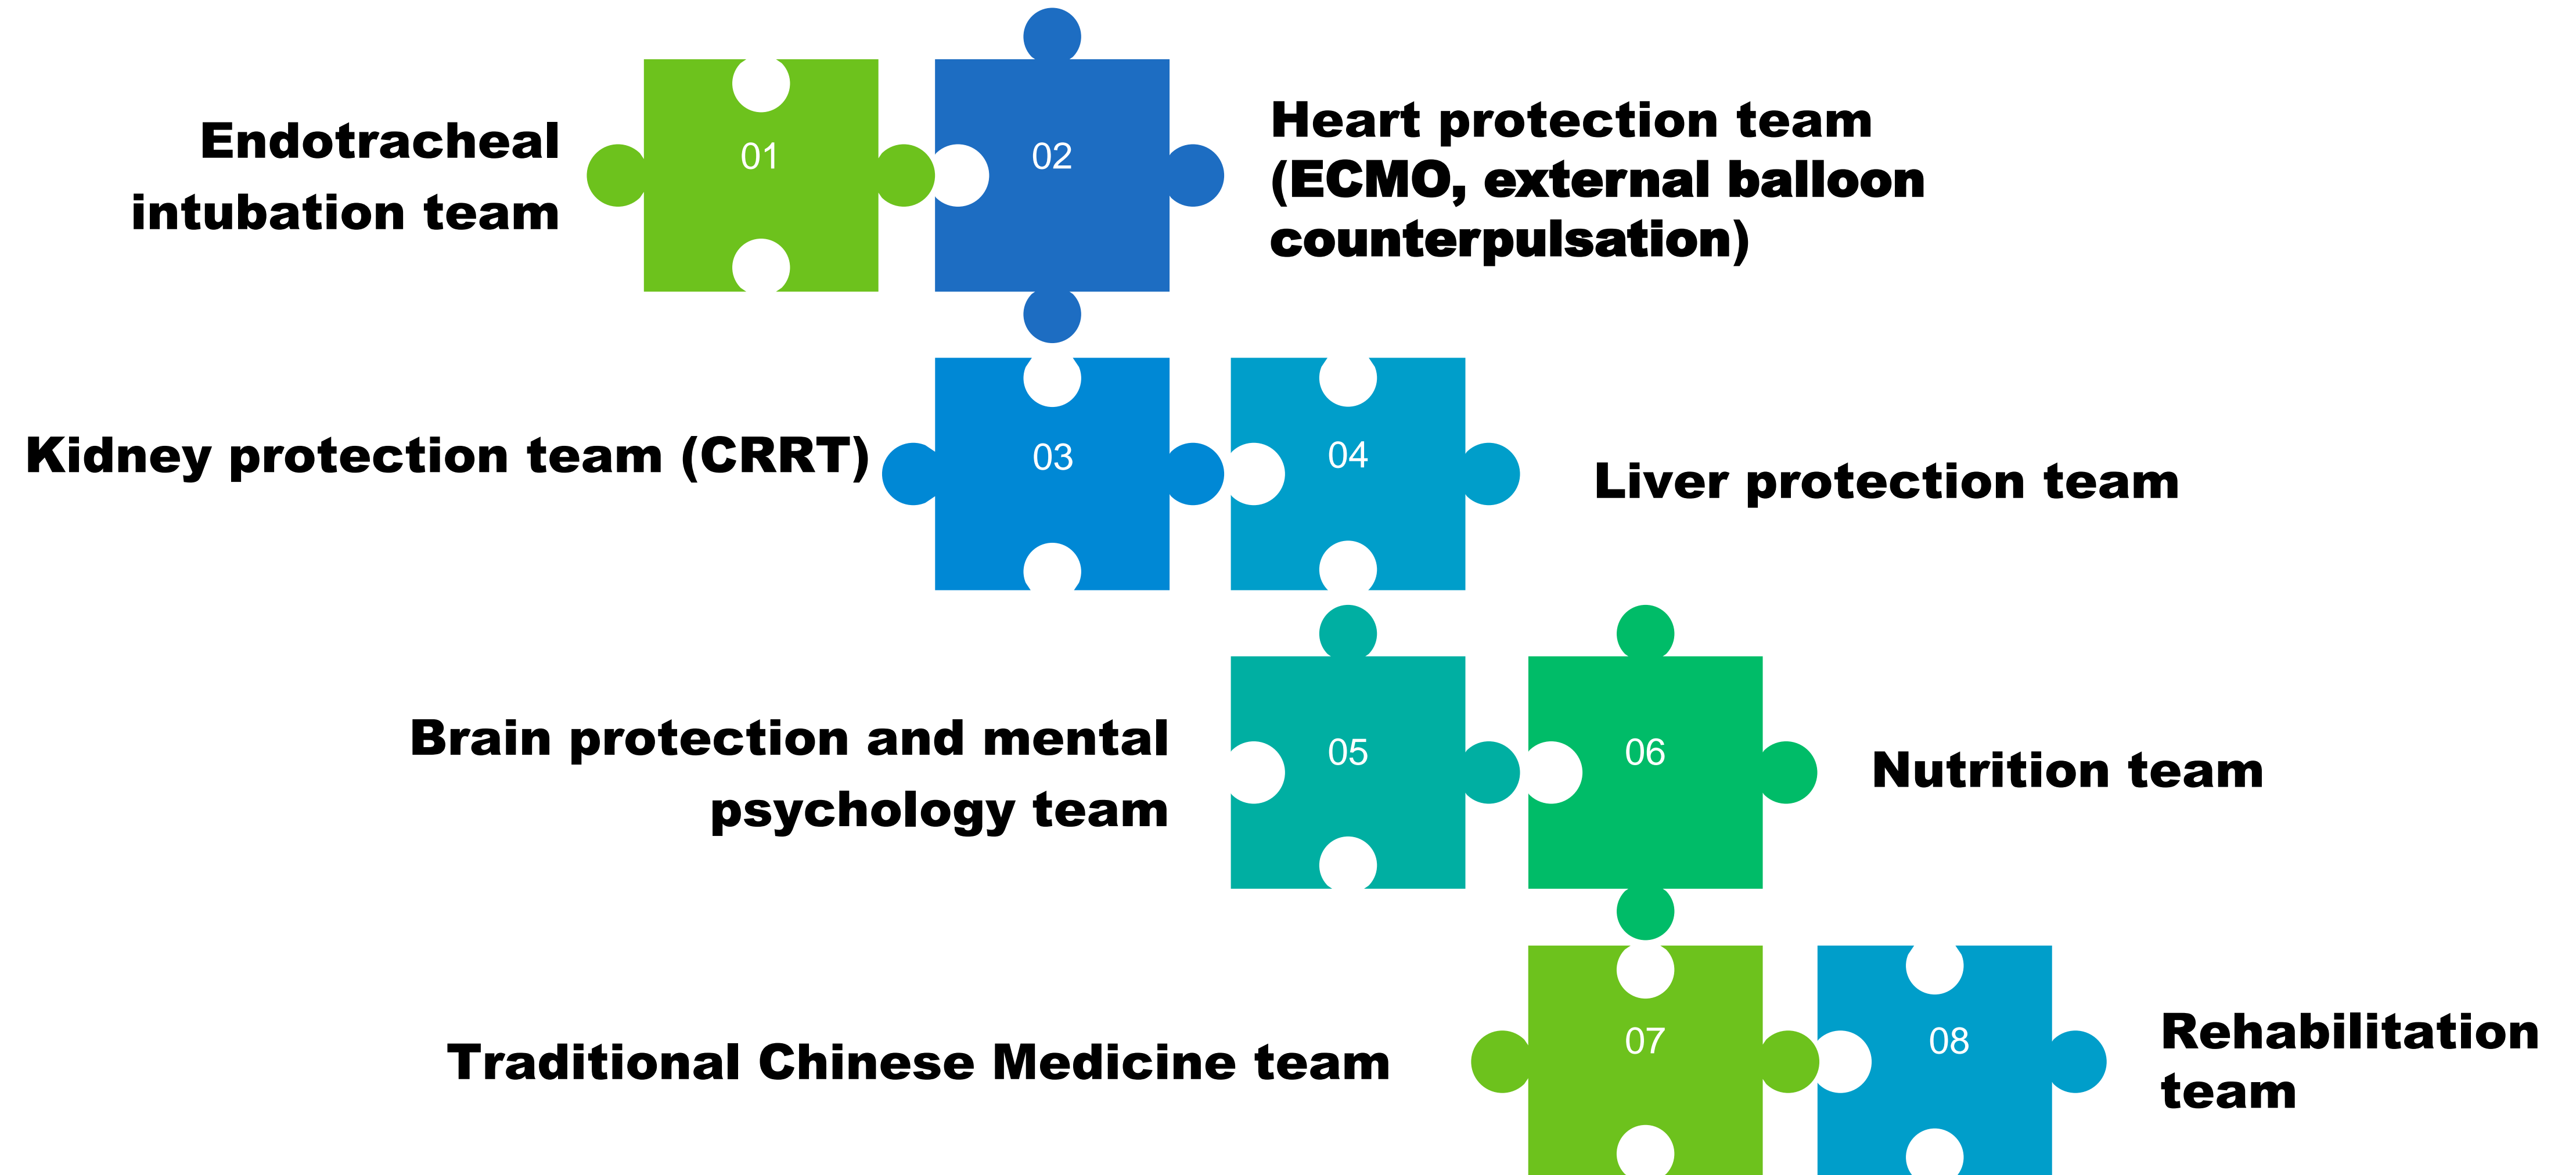 Endotracheal
intubation team
01
02
Heart protection team
(ECMO, external balloon
counterpulsation)
Kidney protection team (CRRT)
03
04
Liver protection team
Brain protection and mental
psychology team
05
06
Nutrition team
Traditional Chinese Medicine team
07
08
Rehabilitation
team